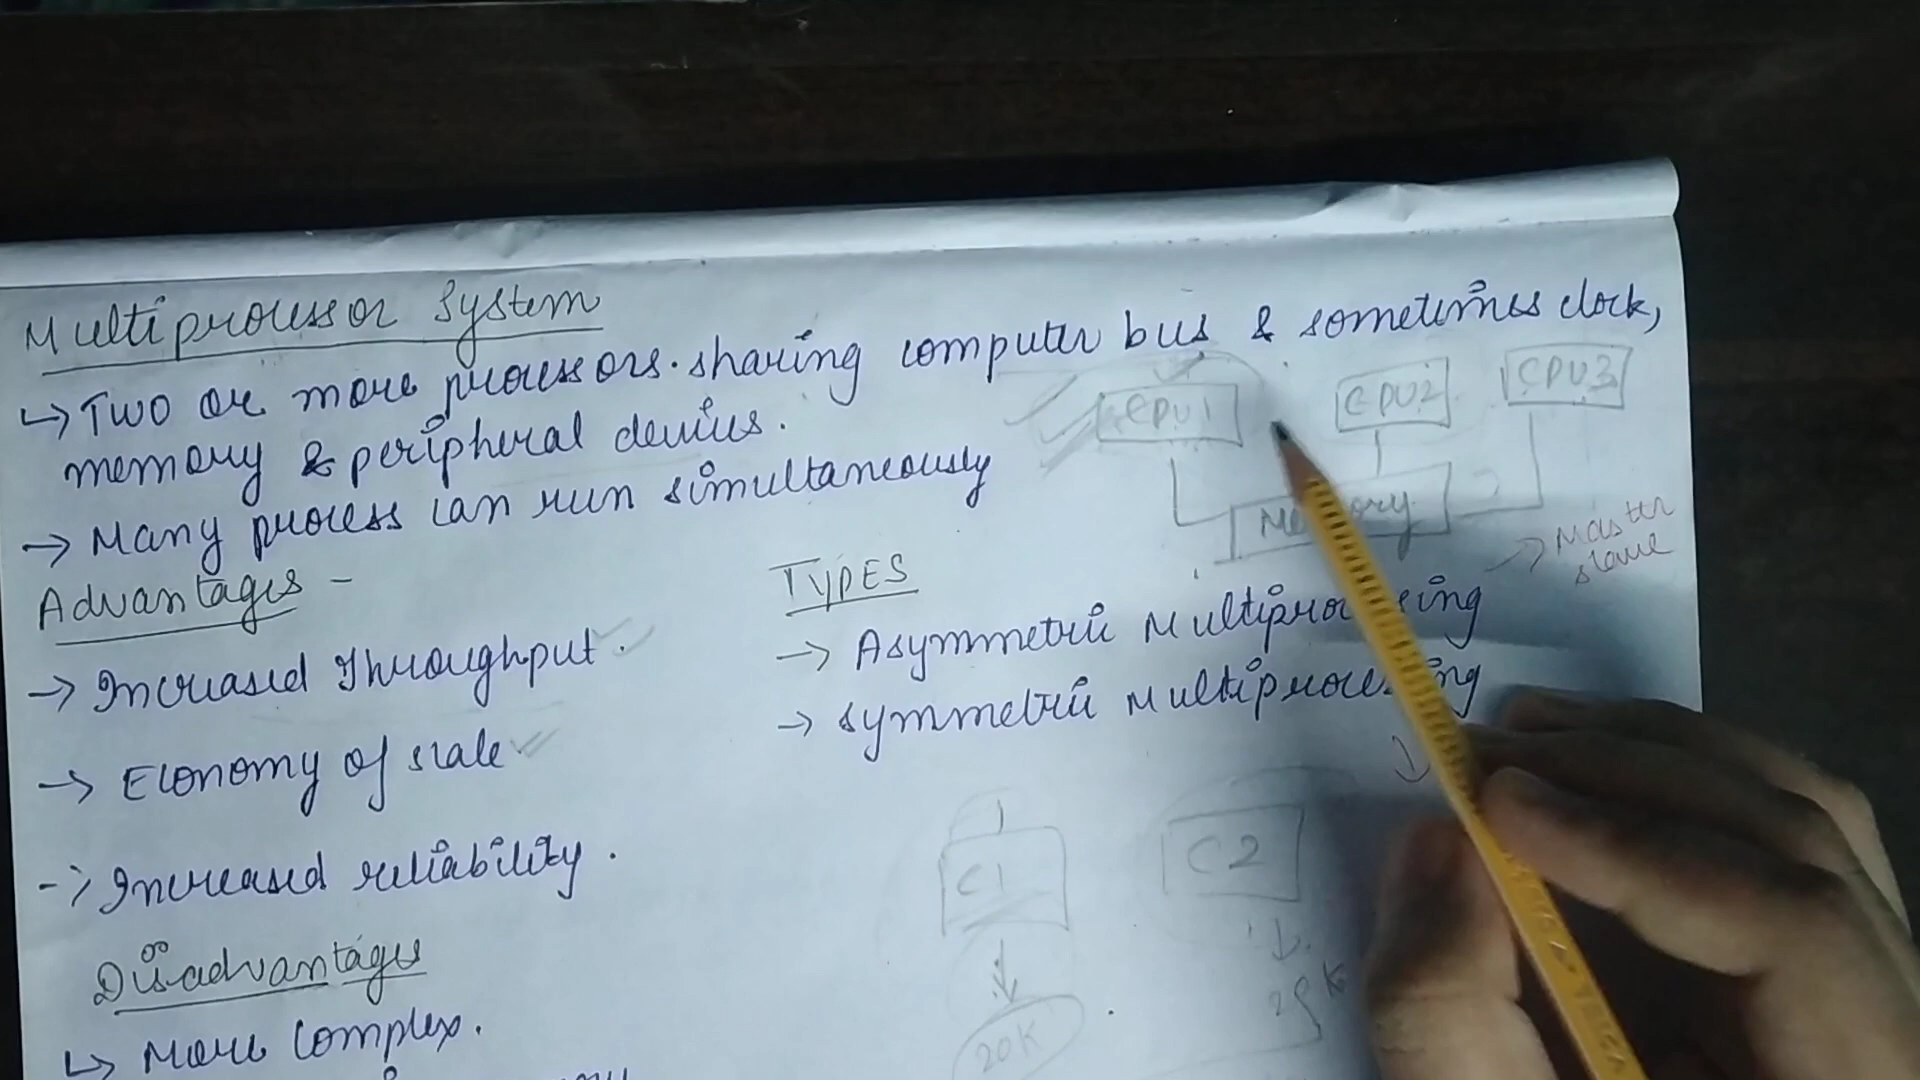 Multiprocessor System
↳ Two or more processors. sharing computer bus & sometimes clock,
memory & peripheral devices.
→ Many process can run simultaneously
CPU1
CPU2
CPU3
Memory
→ Master
slave
Advantages -
→ Increased Throughput.
→ Economy of scale
→ Increased reliability.
TYPES
→ Asymmetric Multiprocessing
→ Symmetric Multiprocessing
C1
C2
20K
Disadvantages
↳ More complex.